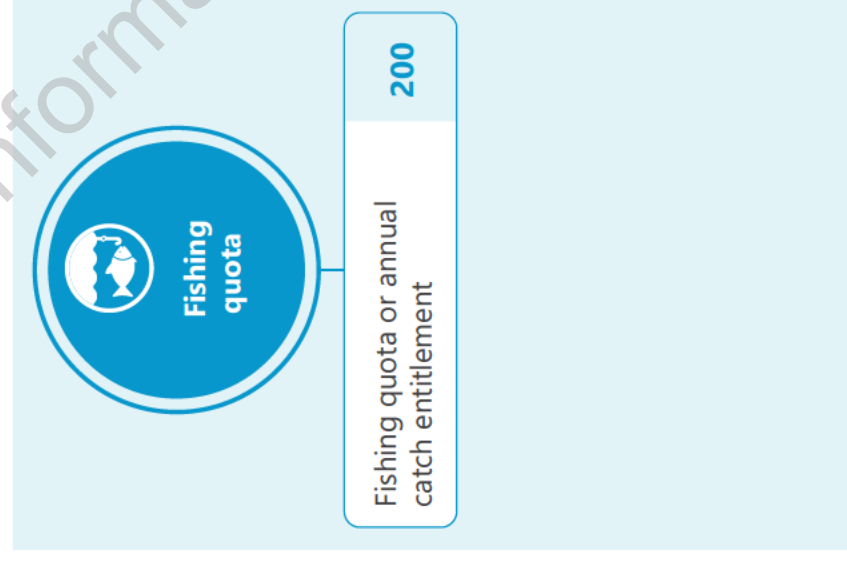 Fishing
quota
Fishing quota or annual
catch entitlement
200